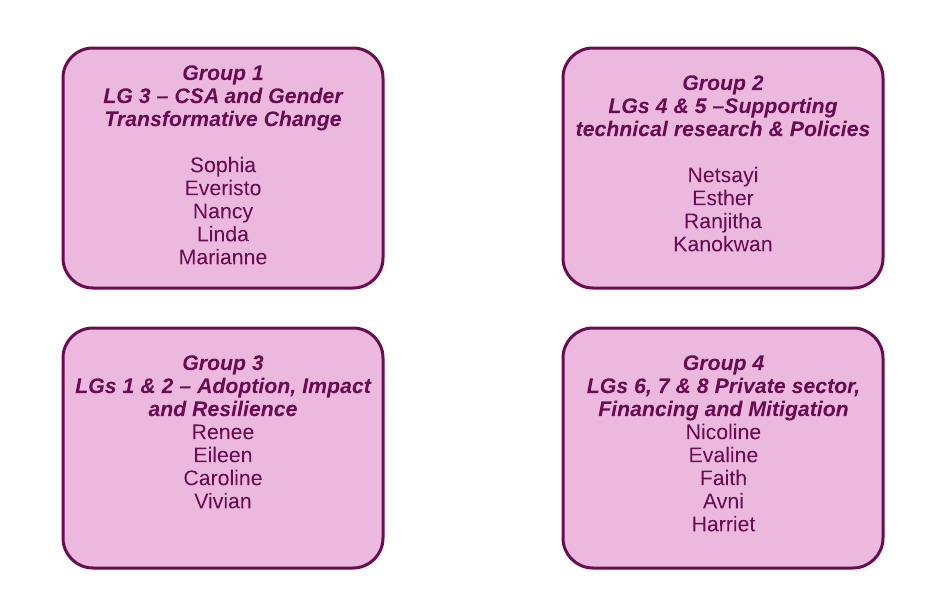 Group 1
LG 3 – CSA and Gender
Transformative Change
Sophia
Everisto
Nancy
Linda
Marianne
Group 2
LGs 4 & 5 –Supporting
technical research & Policies
Netsayi
Esther
Ranjitha
Kanokwan
Group 3
LGs 1 & 2 – Adoption, Impact
and Resilience
Renee
Eileen
Caroline
Vivian
Group 4
LGs 6, 7 & 8 Private sector,
Financing and Mitigation
Nicoline
Evaline
Faith
Avni
Harriet